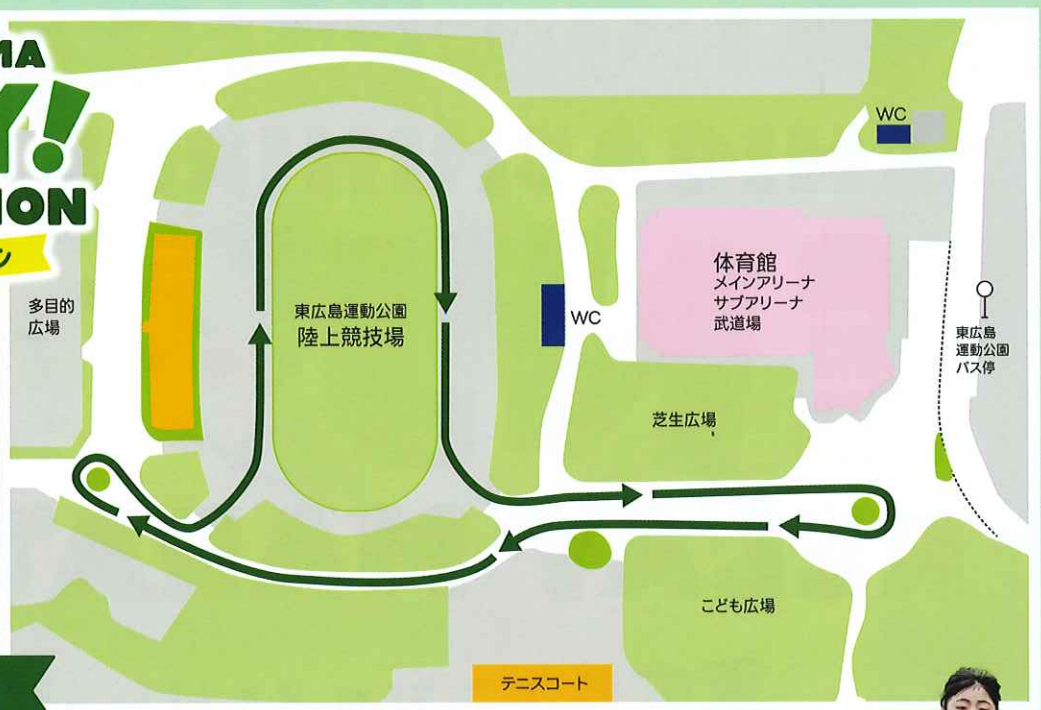 MA
Y!
ION
ン
多目的
広場
東広島運動公園
陸上競技場
WC
WC
体育館
メインアリーナ
サブアリーナ
武道場
東広島
運動公園
バス停
芝生広場
こども広場
テニスコート